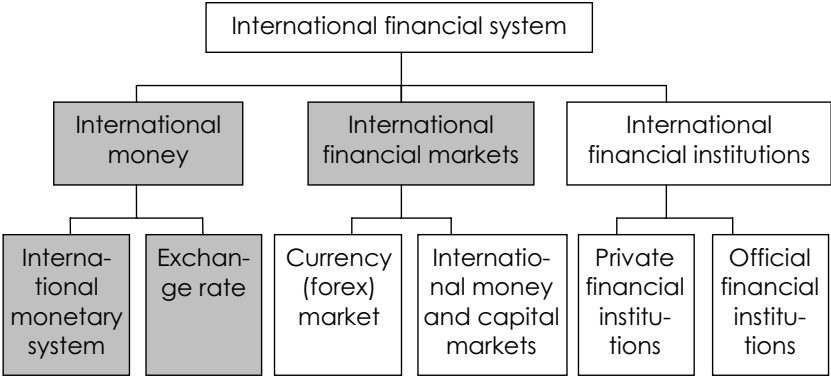 International financial system
International
money
International
financial markets
International
financial institutions
Interna-
tional
monetary
system
Exchan-
ge rate
Currency
(forex)
market
Internatio-
nal money
and capital
markets
Private
financial
institu-
tions
Official
financial
institu-
tions